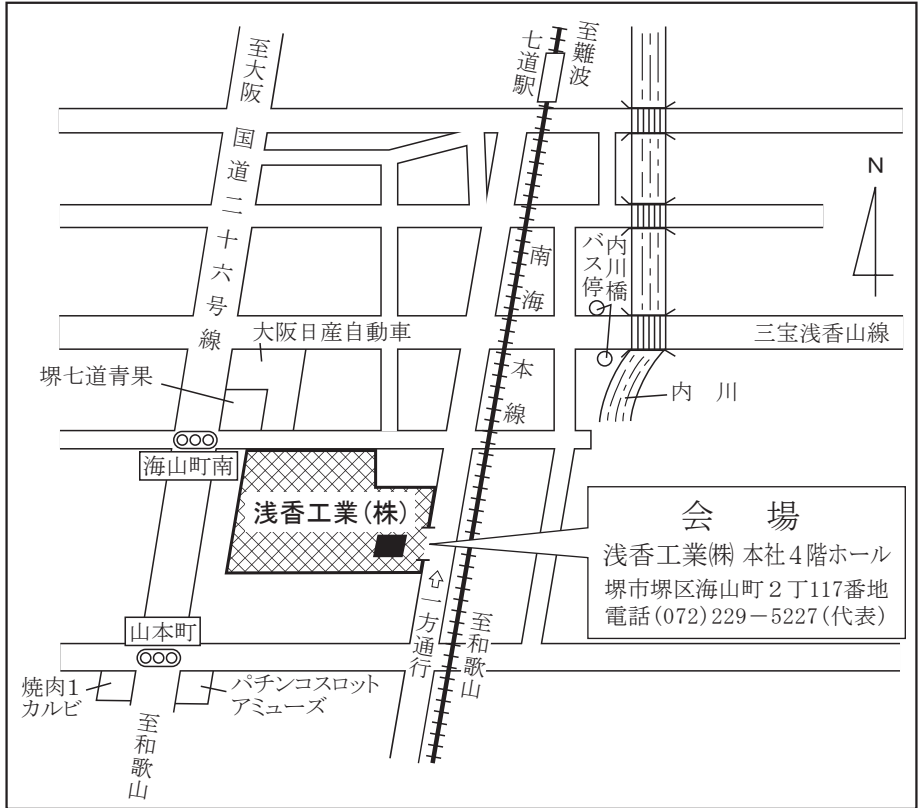 至難波
七道駅
至大阪
国道二十六号線
N
南海本線
内川橋
バス停
三宝浅香山線
大阪日産自動車
堺七道青果
内　川
海山町南
浅香工業（株）
会　場
浅香工業㈱ 本社４階ホール
堺市堺区海山町２丁117番地
電話(072)229－5227(代表)
一方通行
至和歌山
山本町
焼肉1
カルビ
パチンコスロット
アミューズ
至和歌山